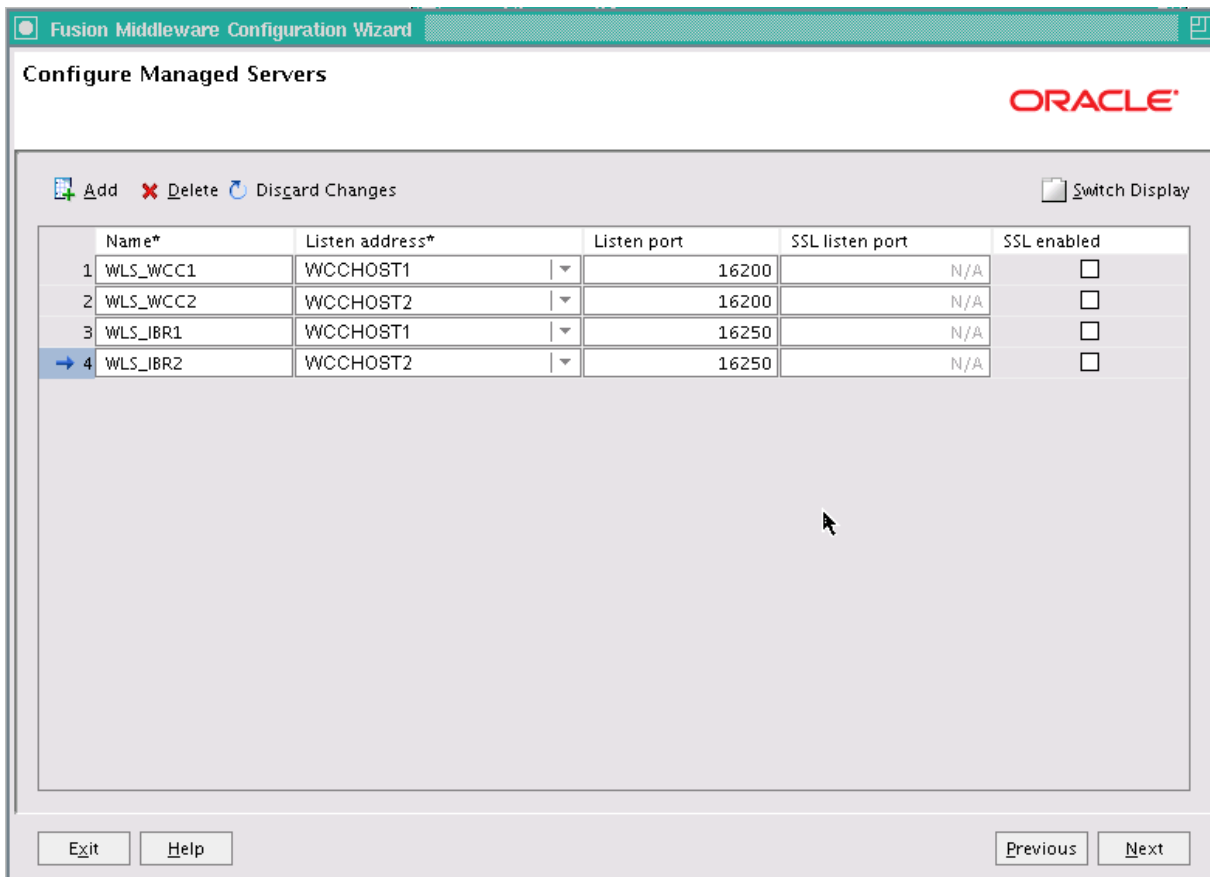 Fusion Middleware Configuration Wizard
Configure Managed Servers
ORACLE
Add Delete Discard Changes Switch Display
Name* Listen address* Listen port SSL listen port SSL enabled
1 WLS_WCC1 WCCHOST1 16200 N/A
2 WLS_WCC2 WCCHOST2 16200 N/A
3 WLS_IBR1 WCCHOST1 16250 N/A
4 WLS_IBR2 WCCHOST2 16250 N/A
Exit Help Previous Next